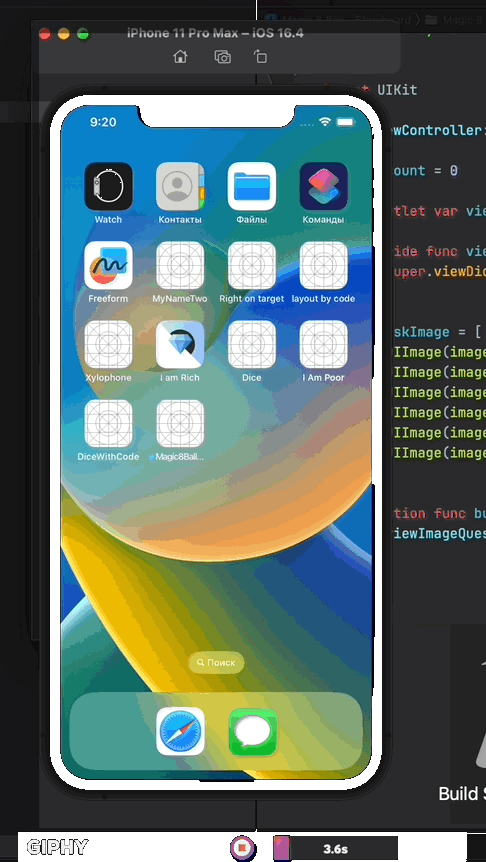 iPhone 11 Pro Max – iOS 16.4
UIKit
9:20
Watch
Контакты
Файлы
Команды
Freeform
MyNameTwo
Right on target
layout by code
Xylophone
I am Rich
Dice
I Am Poor
DiceWithCode
Magic8Ball...
Поиск
wController:
ount = 0
tlet var vie
ide func vie
uper.viewDid
skImage = [
IImage(image
IImage(image
IImage(image
IImage(image
IImage(image
IImage(image
tion func bu
iewImageQues
Build S
GIPHY
3.6s